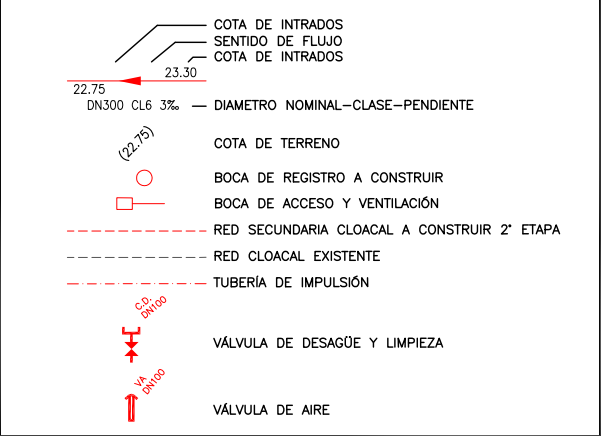 COTA DE INTRADOS
SENTIDO DE FLUJO
COTA DE INTRADOS
23.30
22.75
DN300 CL6 3‰ — DIAMETRO NOMINAL-CLASE-PENDIENTE
(22.75)
COTA DE TERRENO
BOCA DE REGISTRO A CONSTRUIR
BOCA DE ACCESO Y VENTILACIÓN
RED SECUNDARIA CLOACAL A CONSTRUIR 2° ETAPA
RED CLOACAL EXISTENTE
TUBERÍA DE IMPULSIÓN
C.D.
DN100
VÁLVULA DE DESAGÜE Y LIMPIEZA
VA
DN100
VÁLVULA DE AIRE